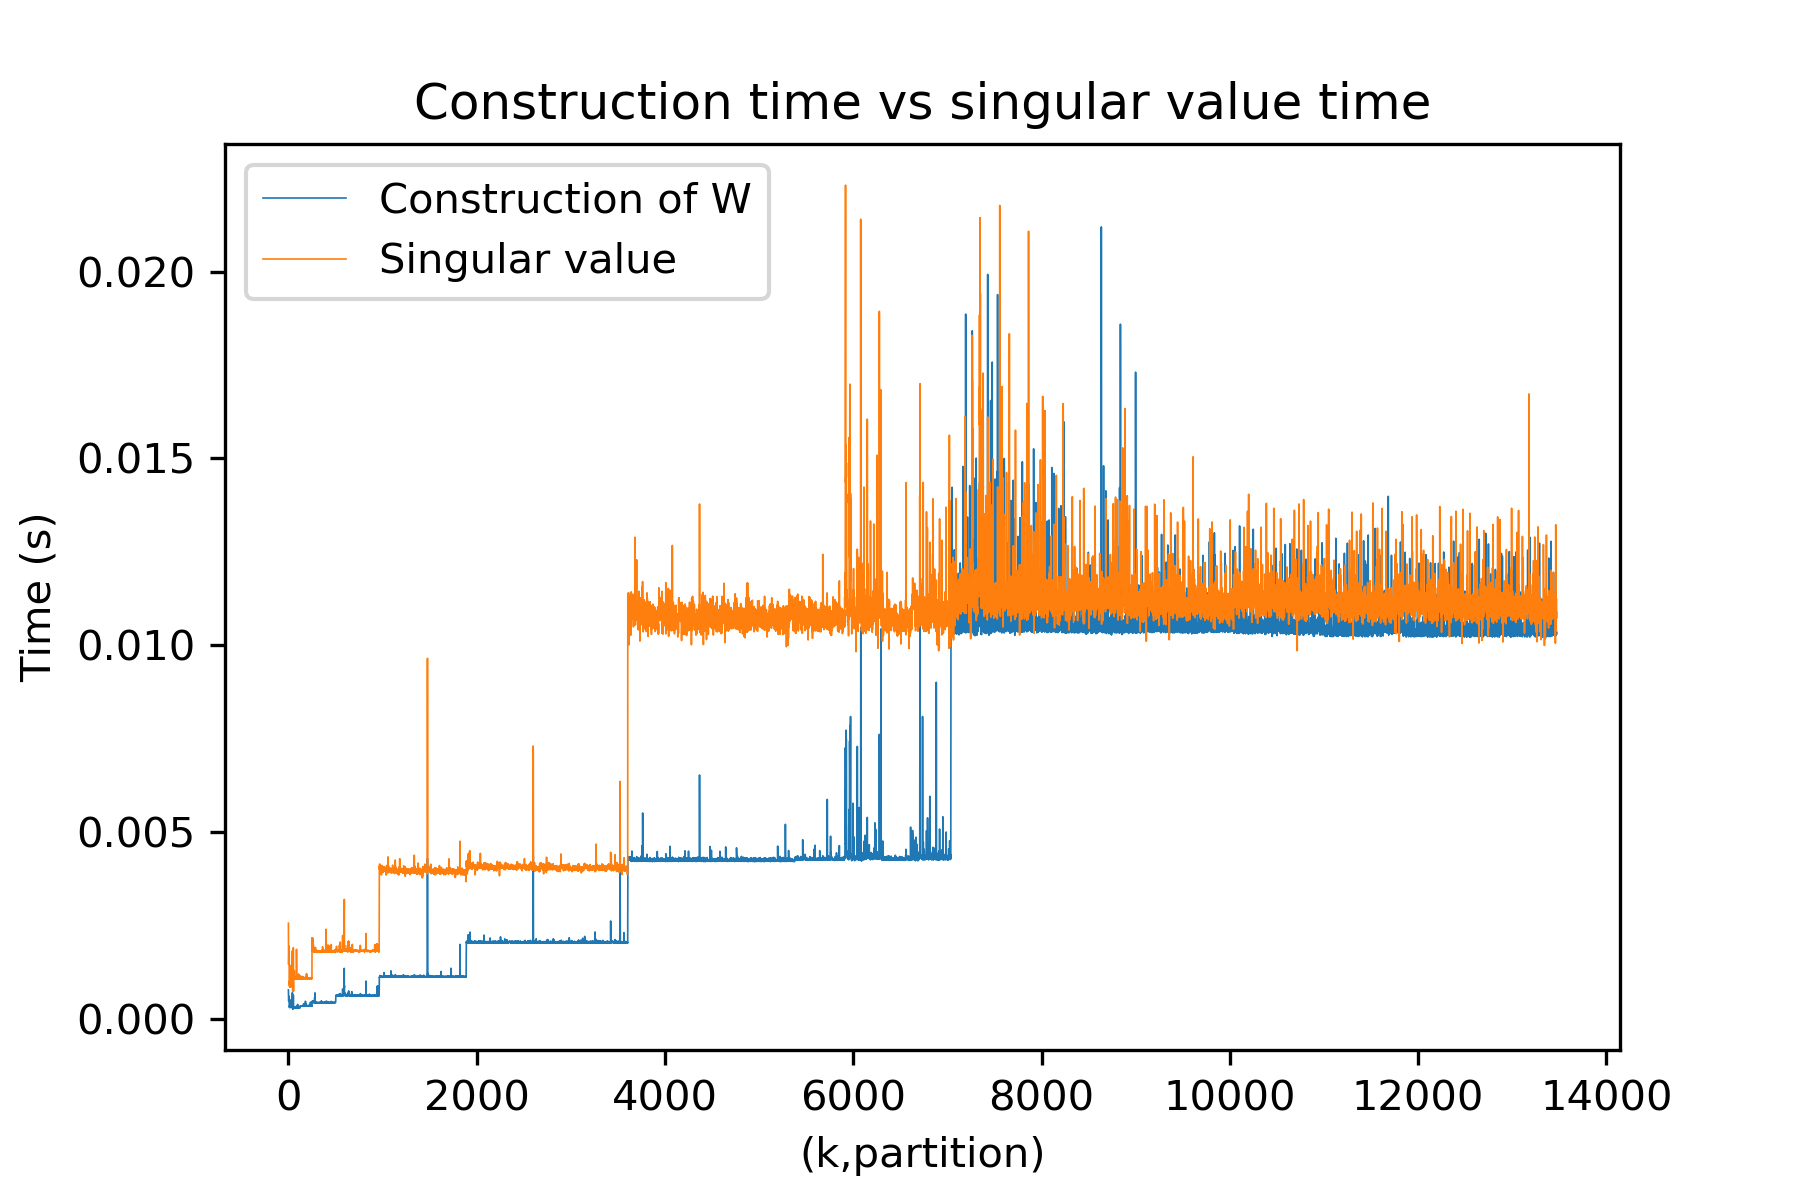 Construction time vs singular value time
Construction of W
Singular value
0.020
0.015
0.010
0.005
0.000
Time (s)
0 2000 4000 6000 8000 10000 12000 14000
(k,partition)